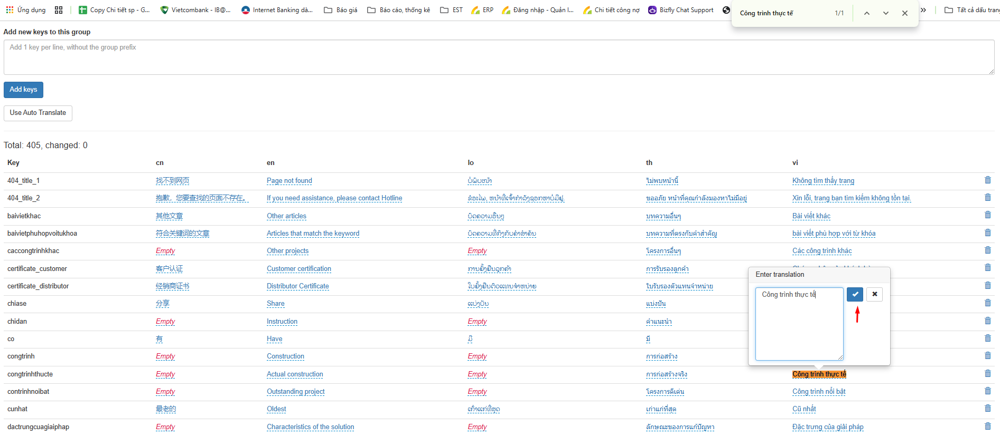 Ứng dụng Copy Chi tiết sp - G... Vietcombank - IB@... Internet Banking dà... Báo giá Báo cáo, thống kê EST ERP Đăng nhập - Quản l... Chi tiết công nợ Bizfly Chat Support » Tất cả dấu trang
Công trình thực tế 1/1
Add new keys to this group
Add 1 key per line, without the group prefix
Add keys
Use Auto Translate
Total: 405, changed: 0
Key cn en lo th vi
404_title_1 找不到网页 Page not found ບໍ່ພົບໜ້າ ไม่พบหน้านี้ Không tìm thấy trang
404_title_2 抱歉，您要查找的页面不存在。 If you need assistance, please contact Hotline ຂໍອະໄພ, ຫນ້າທີ່ເຈົ້າກໍາລັງຊອກຫາບໍ່ມີຢູ່. ขออภัย หน้าที่คุณกำลังมองหาไม่มีอยู่ Xin lỗi, trang bạn tìm kiếm không tồn tại.
baivietkhac 其他文章 Other articles ບົດຄວາມອື່ນໆ บทความอื่นๆ Bài viết khác
baivietphuhopvoitukhoa 符合关键词的文章 Articles that match the keyword ບົດຄວາມທີ່ກົງກັບຄໍາສໍາຄັນ บทความที่ตรงกับคำสำคัญ bài viết phù hợp với từ khóa
caccongtrinhkhac Empty Other projects Empty โครงการอื่นๆ Các công trình khác
certificate_customer 客户认证 Customer certification ການຢັ້ງຢືນລູກຄ້າ การรับรองลูกค้า
Enter translation
certificate_distributor 经销商证书 Distributor Certificate ໃບຢັ້ງຢືນຕົວແທນຈໍາຫນ່າຍ ใบรับรองตัวแทนจำหน่าย
Công trình thực tế
chiase 分享 Share ແບ່ງປັນ แบ่งปัน
chidan Empty Instruction Empty คำแนะนำ
co 有 Have ມີ มี
congtrinh Empty Construction Empty การก่อสร้าง
congtrinhthucte Empty Actual construction Empty การก่อสร้างจริง Công trình thực tế
contrinhnoibat Empty Outstanding project Empty โครงการดีเด่น Công trình nổi bật
cunhat 最老的 Oldest ເກົ່າແກ່ທີ່ສຸດ เก่าแก่ที่สุด Cũ nhất
dactrungcuagiaiphap Empty Characteristics of the solution Empty ลักษณะของการแก้ปัญหา Đặc trưng của giải pháp